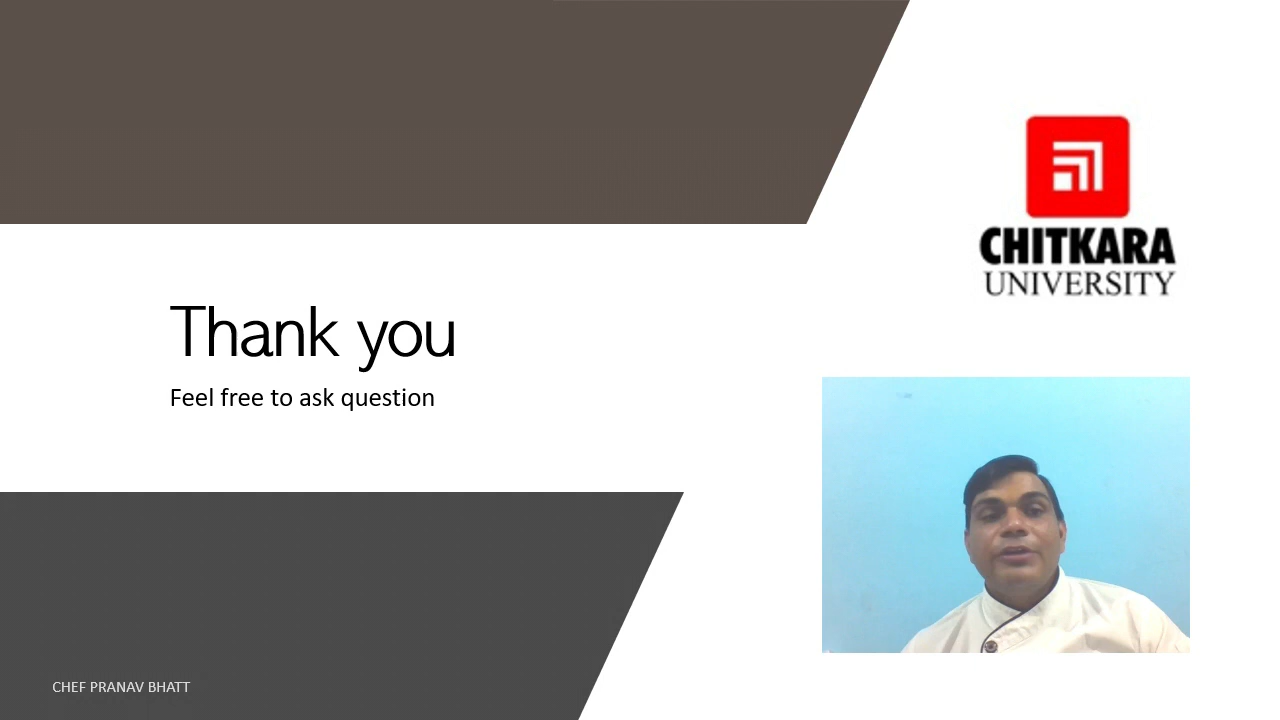 CHITKARA
UNIVERSITY
Thank you
Feel free to ask question
CHEF PRANAV BHATT